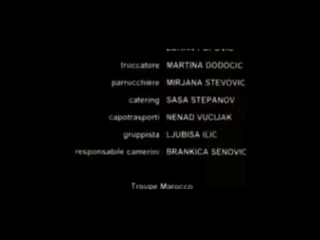 truccatore MARTINA DODOCIC
parrucchiere MIRJANA STEVOVIC
catering SASA STEPANOV
capotrasporti NENAD VUCIJAK
gruppista LJUBISA ILIC
responsabile camerini BRANKICA SENOVIC
Troupe Marocco